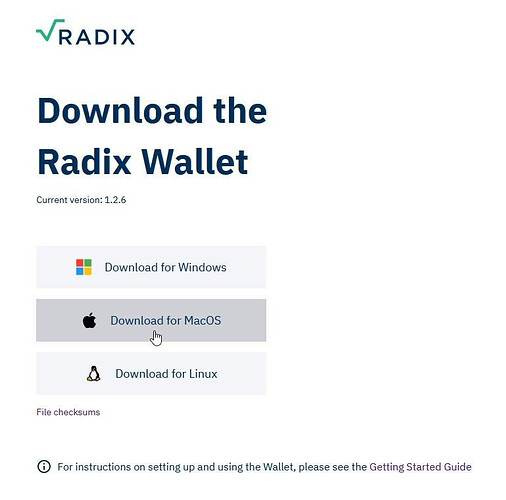 RADIX
Download the
Radix Wallet
Current version: 1.2.6
Download for Windows
Download for MacOS
Download for Linux
File checksums
For instructions on setting up and using the Wallet, please see the Getting Started Guide